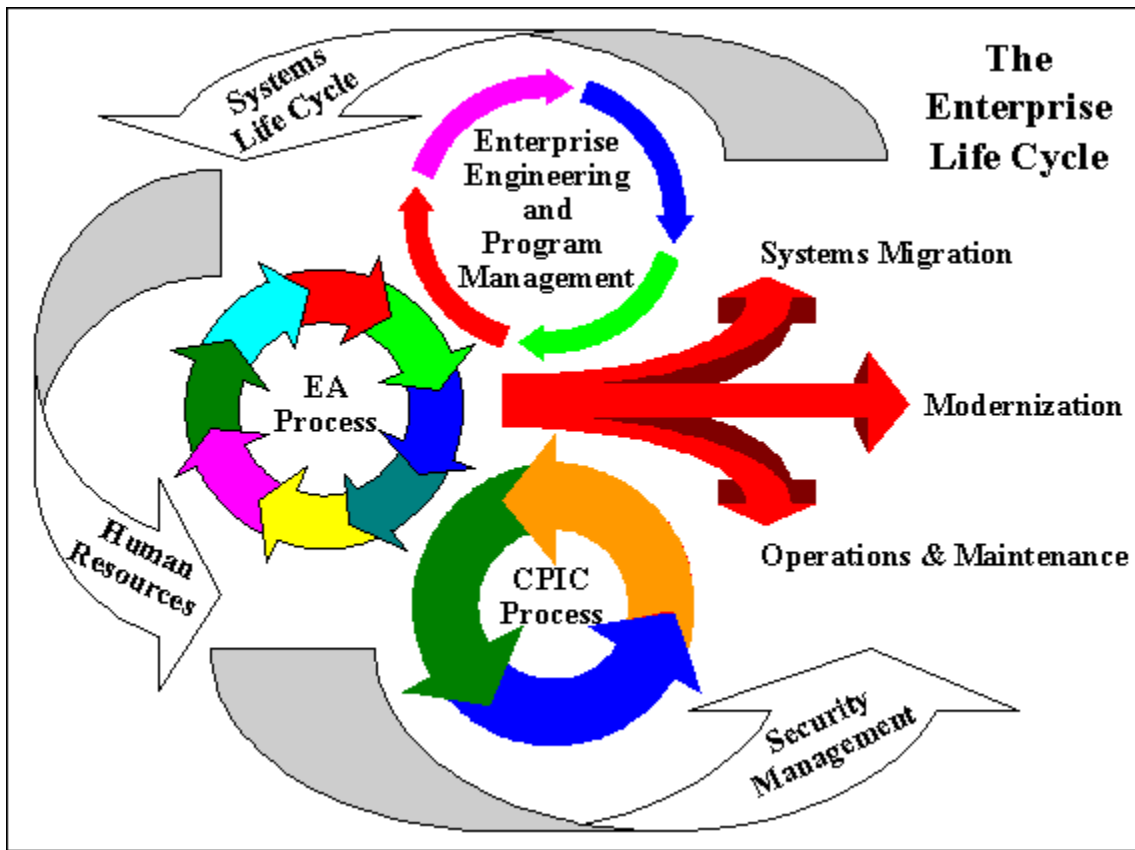 The
Enterprise
Life Cycle
Systems
Life Cycle
Enterprise
Engineering
and
Program
Management
Systems Migration
EA
Process
Modernization
Human
Resources
CPIC
Process
Operations & Maintenance
Security
Management